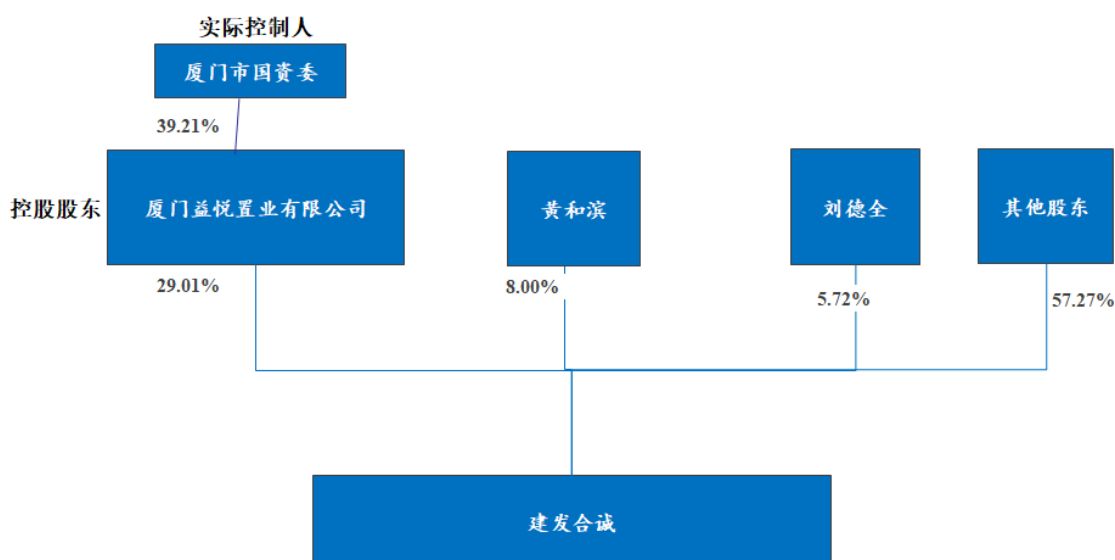 实际控制人
厦门市国资委
39.21%
控股股东
厦门益悦置业有限公司
黄和滨
刘德全
其他股东
29.01%
8.00%
5.72%
57.27%
建发合诚